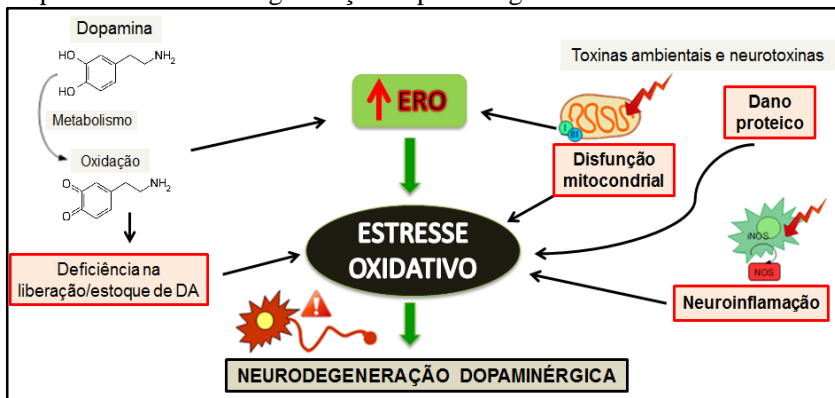 Dopamina
HO
HO
NH₂
Metabolismo
Oxidação
O
O
NH₂
Deficiência na
liberação/estoque de DA
ERO
ESTRESSE
OXIDATIVO
NEURODEGENERAÇÃO DOPAMINÉRGICA
Toxinas ambientais e neurotoxinas
I
III
Disfunção
mitocondrial
Dano
proteico
iNOS
NOS
Neuroinflamação